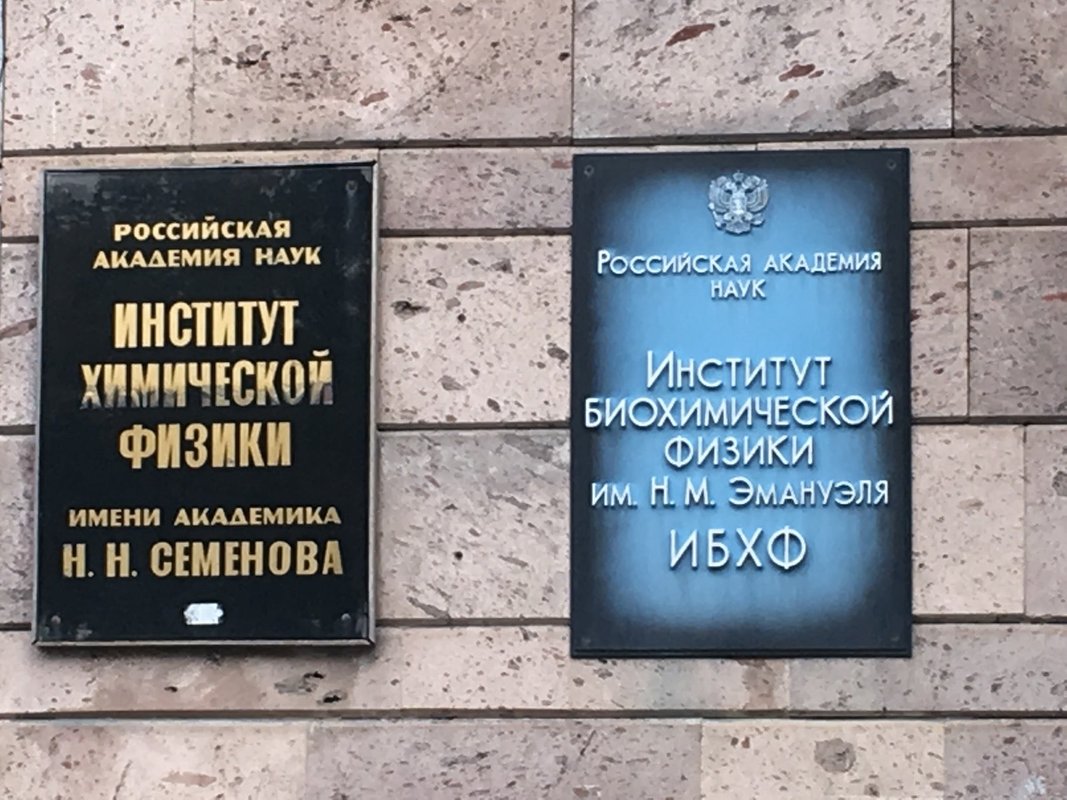 РОССИЙСКАЯ
АКАДЕМИЯ НАУК
ИНСТИТУТ
ХИМИЧЕСКОЙ
ФИЗИКИ
ИМЕНИ АКАДЕМИКА
Н. Н. СЕМЕНОВА
РОССИЙСКАЯ АКАДЕМИЯ
НАУК
ИНСТИТУТ
БИОХИМИЧЕСКОЙ
ФИЗИКИ
ИМ. Н. М. ЭМАНУЭЛЯ
ИБХФ